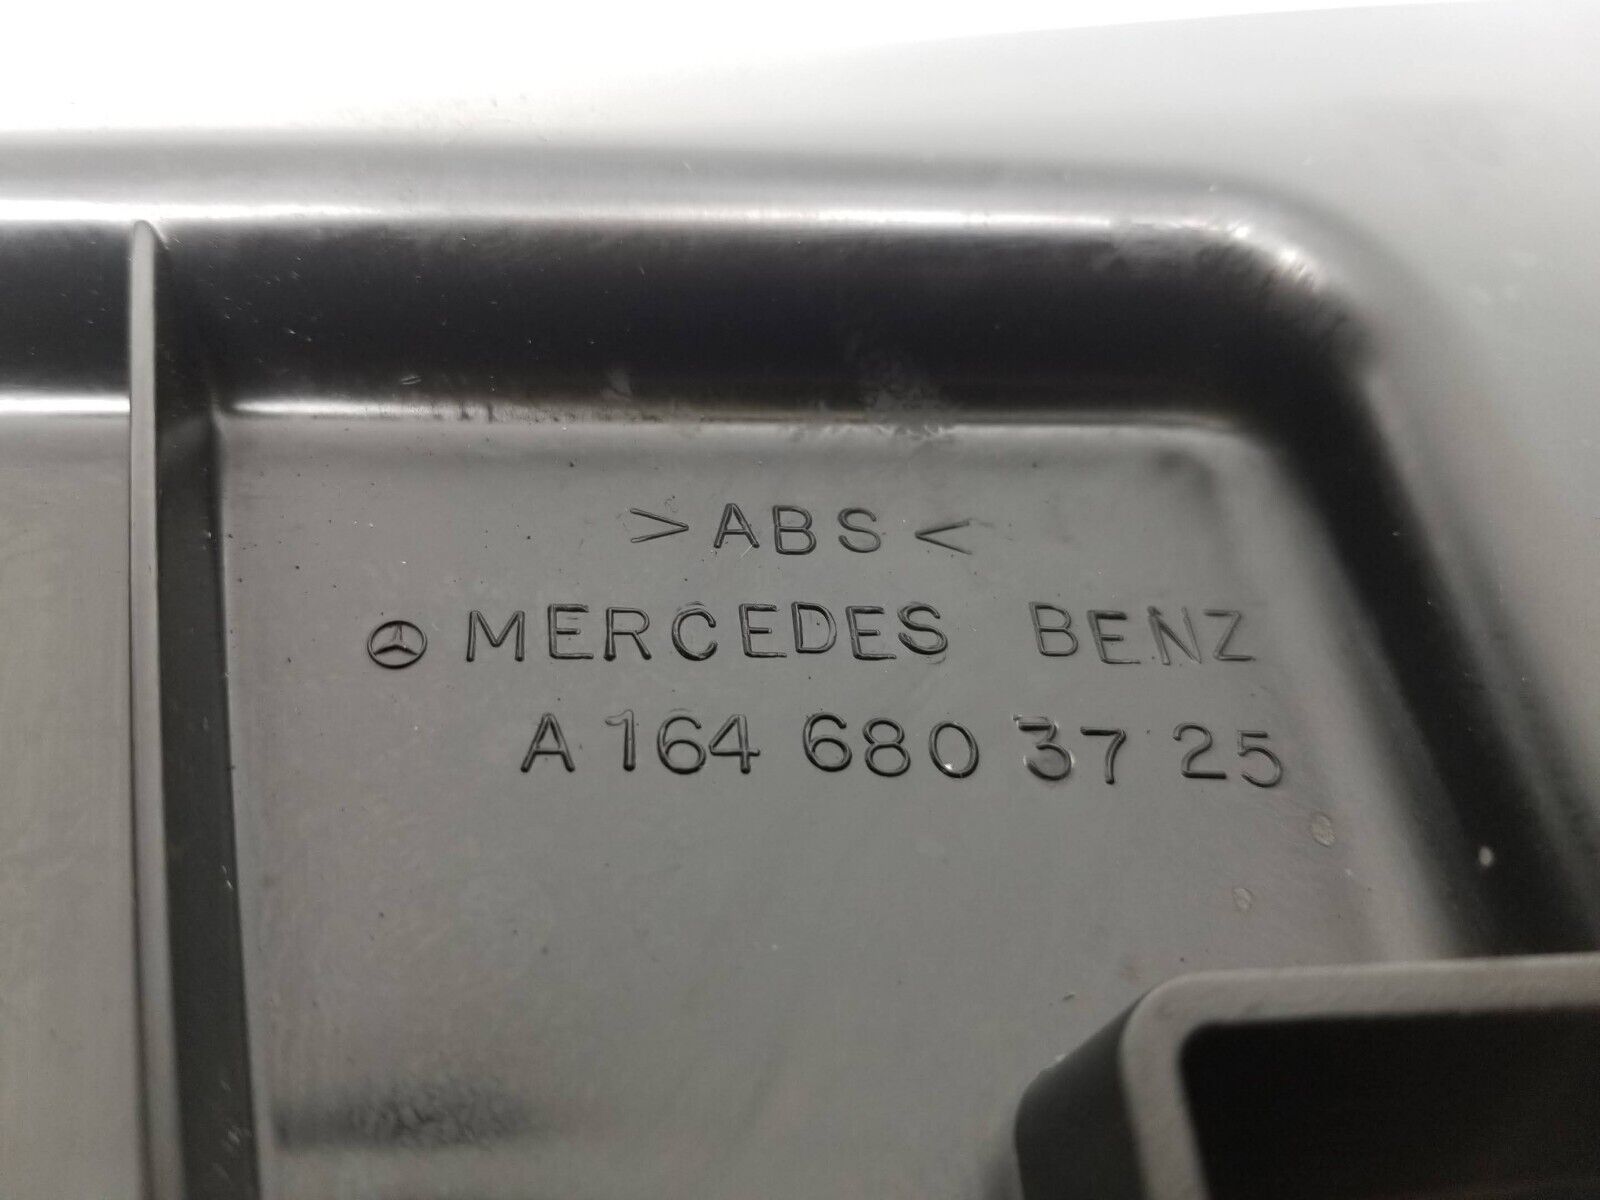 >ABS<
MERCEDES BENZ
A 164 680 37 25